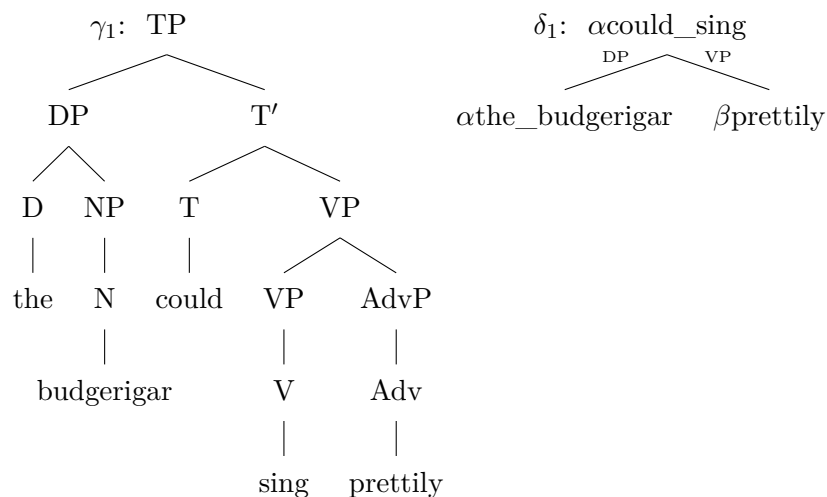 γ₁: TP δ₁: αcould_sing
DP VP
DP T′ αthe_budgerigar βprettily
D NP T VP
the N could VP AdvP
budgerigar V Adv
sing prettily